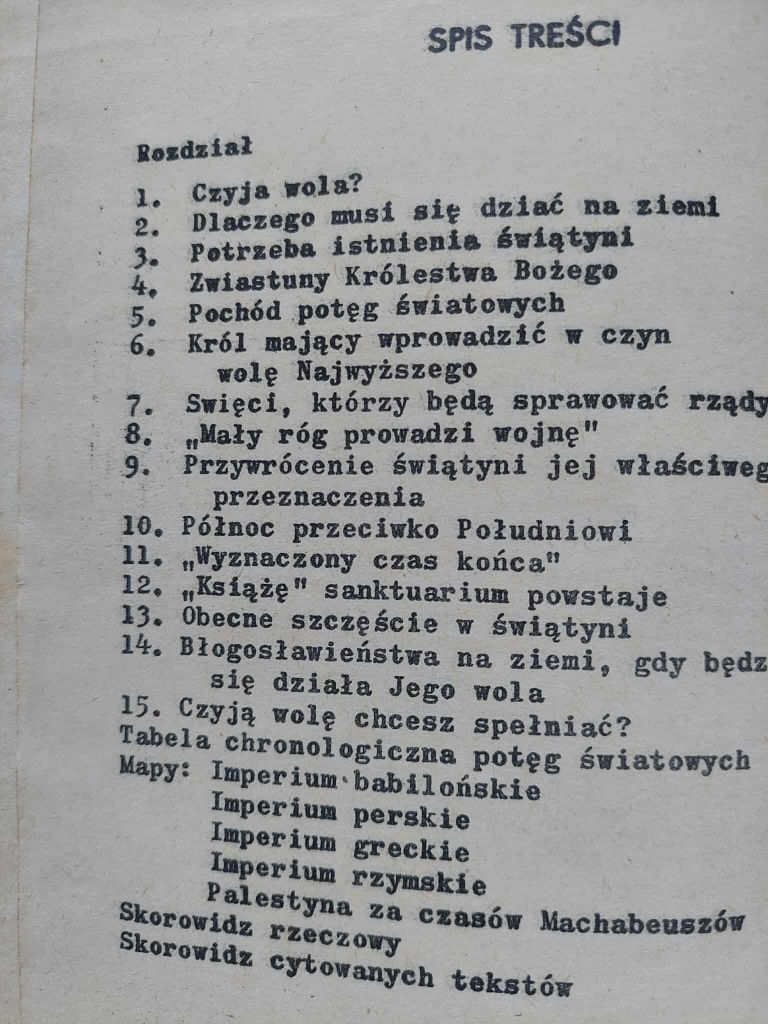 SPIS TREŚCI
Rozdział
1. Czyja wola?
2. Dlaczego musi się dziać na ziemi
3. Potrzeba istnienia świątyni
4. Zwiastuny Królestwa Bożego
5. Pochód potęg światowych
6. Król mający wprowadzić w czyn
wolę Najwyższego
7. Swięci, którzy będą sprawować rządy
8. „Mały róg prowadzi wojnę"
9. Przywrócenie świątyni jej właściweg
przeznaczenia
10. Północ przeciwko Południowi
11. „Wyznaczony czas końca"
12. „Książę" sanktuarium powstaje
13. Obecne szczęście w świątyni
14. Błogosławieństwa na ziemi, gdy będz
się działa Jego wola
15. Czyją wolę chcesz spełniać?
Tabela chronologiczna potęg światowych
Mapy: Imperium babilońskie
Imperium perskie
Imperium greckie
Imperium rzymskie
Palestyna za czasów Machabeuszów
Skorowidz rzeczowy
Skorowidz cytowanych tekstów